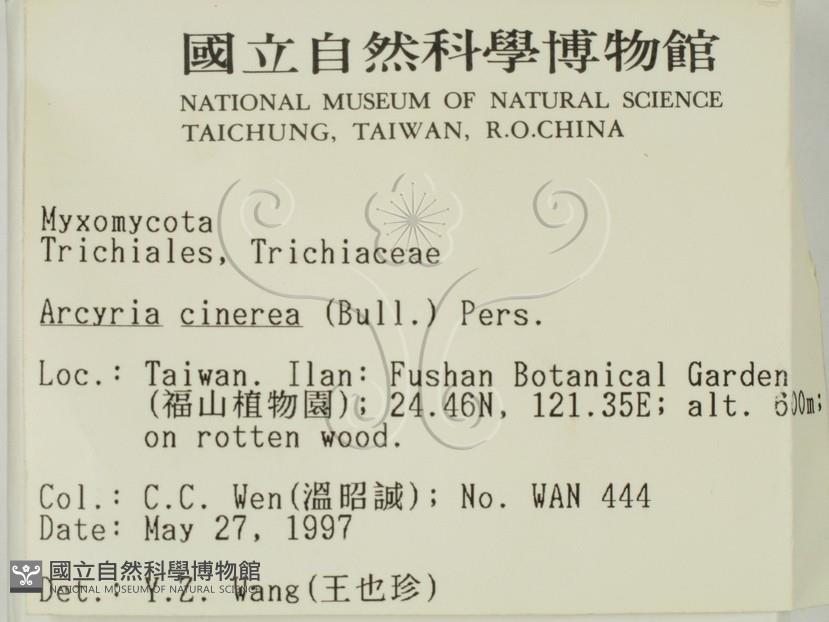 國立自然科學博物館
NATIONAL MUSEUM OF NATURAL SCIENCE
TAICHUNG, TAIWAN, R.O.CHINA
Myxomycota
Trichiales, Trichiaceae
Arcyria cinerea (Bull.) Pers.
Loc.: Taiwan. Ilan: Fushan Botanical Garden
(福山植物園); 24.46N, 121.35E; alt. 600m;
on rotten wood.
Col.: C.C. Wen(溫昭誠); No. WAN 444
Date: May 27, 1997
國立自然科學博物館
NATIONAL MUSEUM OF NATURAL SCIENCE
Det.: Y.Z. Wang(王也珍)